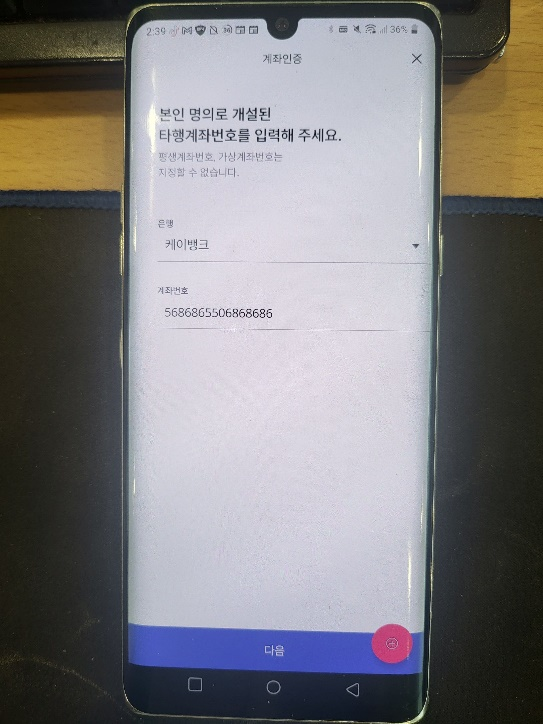 2:39
36%
계좌인증
본인 명의로 개설된
타행계좌번호를 입력해 주세요.
평생계좌번호, 가상계좌번호는
지정할 수 없습니다.
은행
케이뱅크
계좌번호
5686865506868686
다음